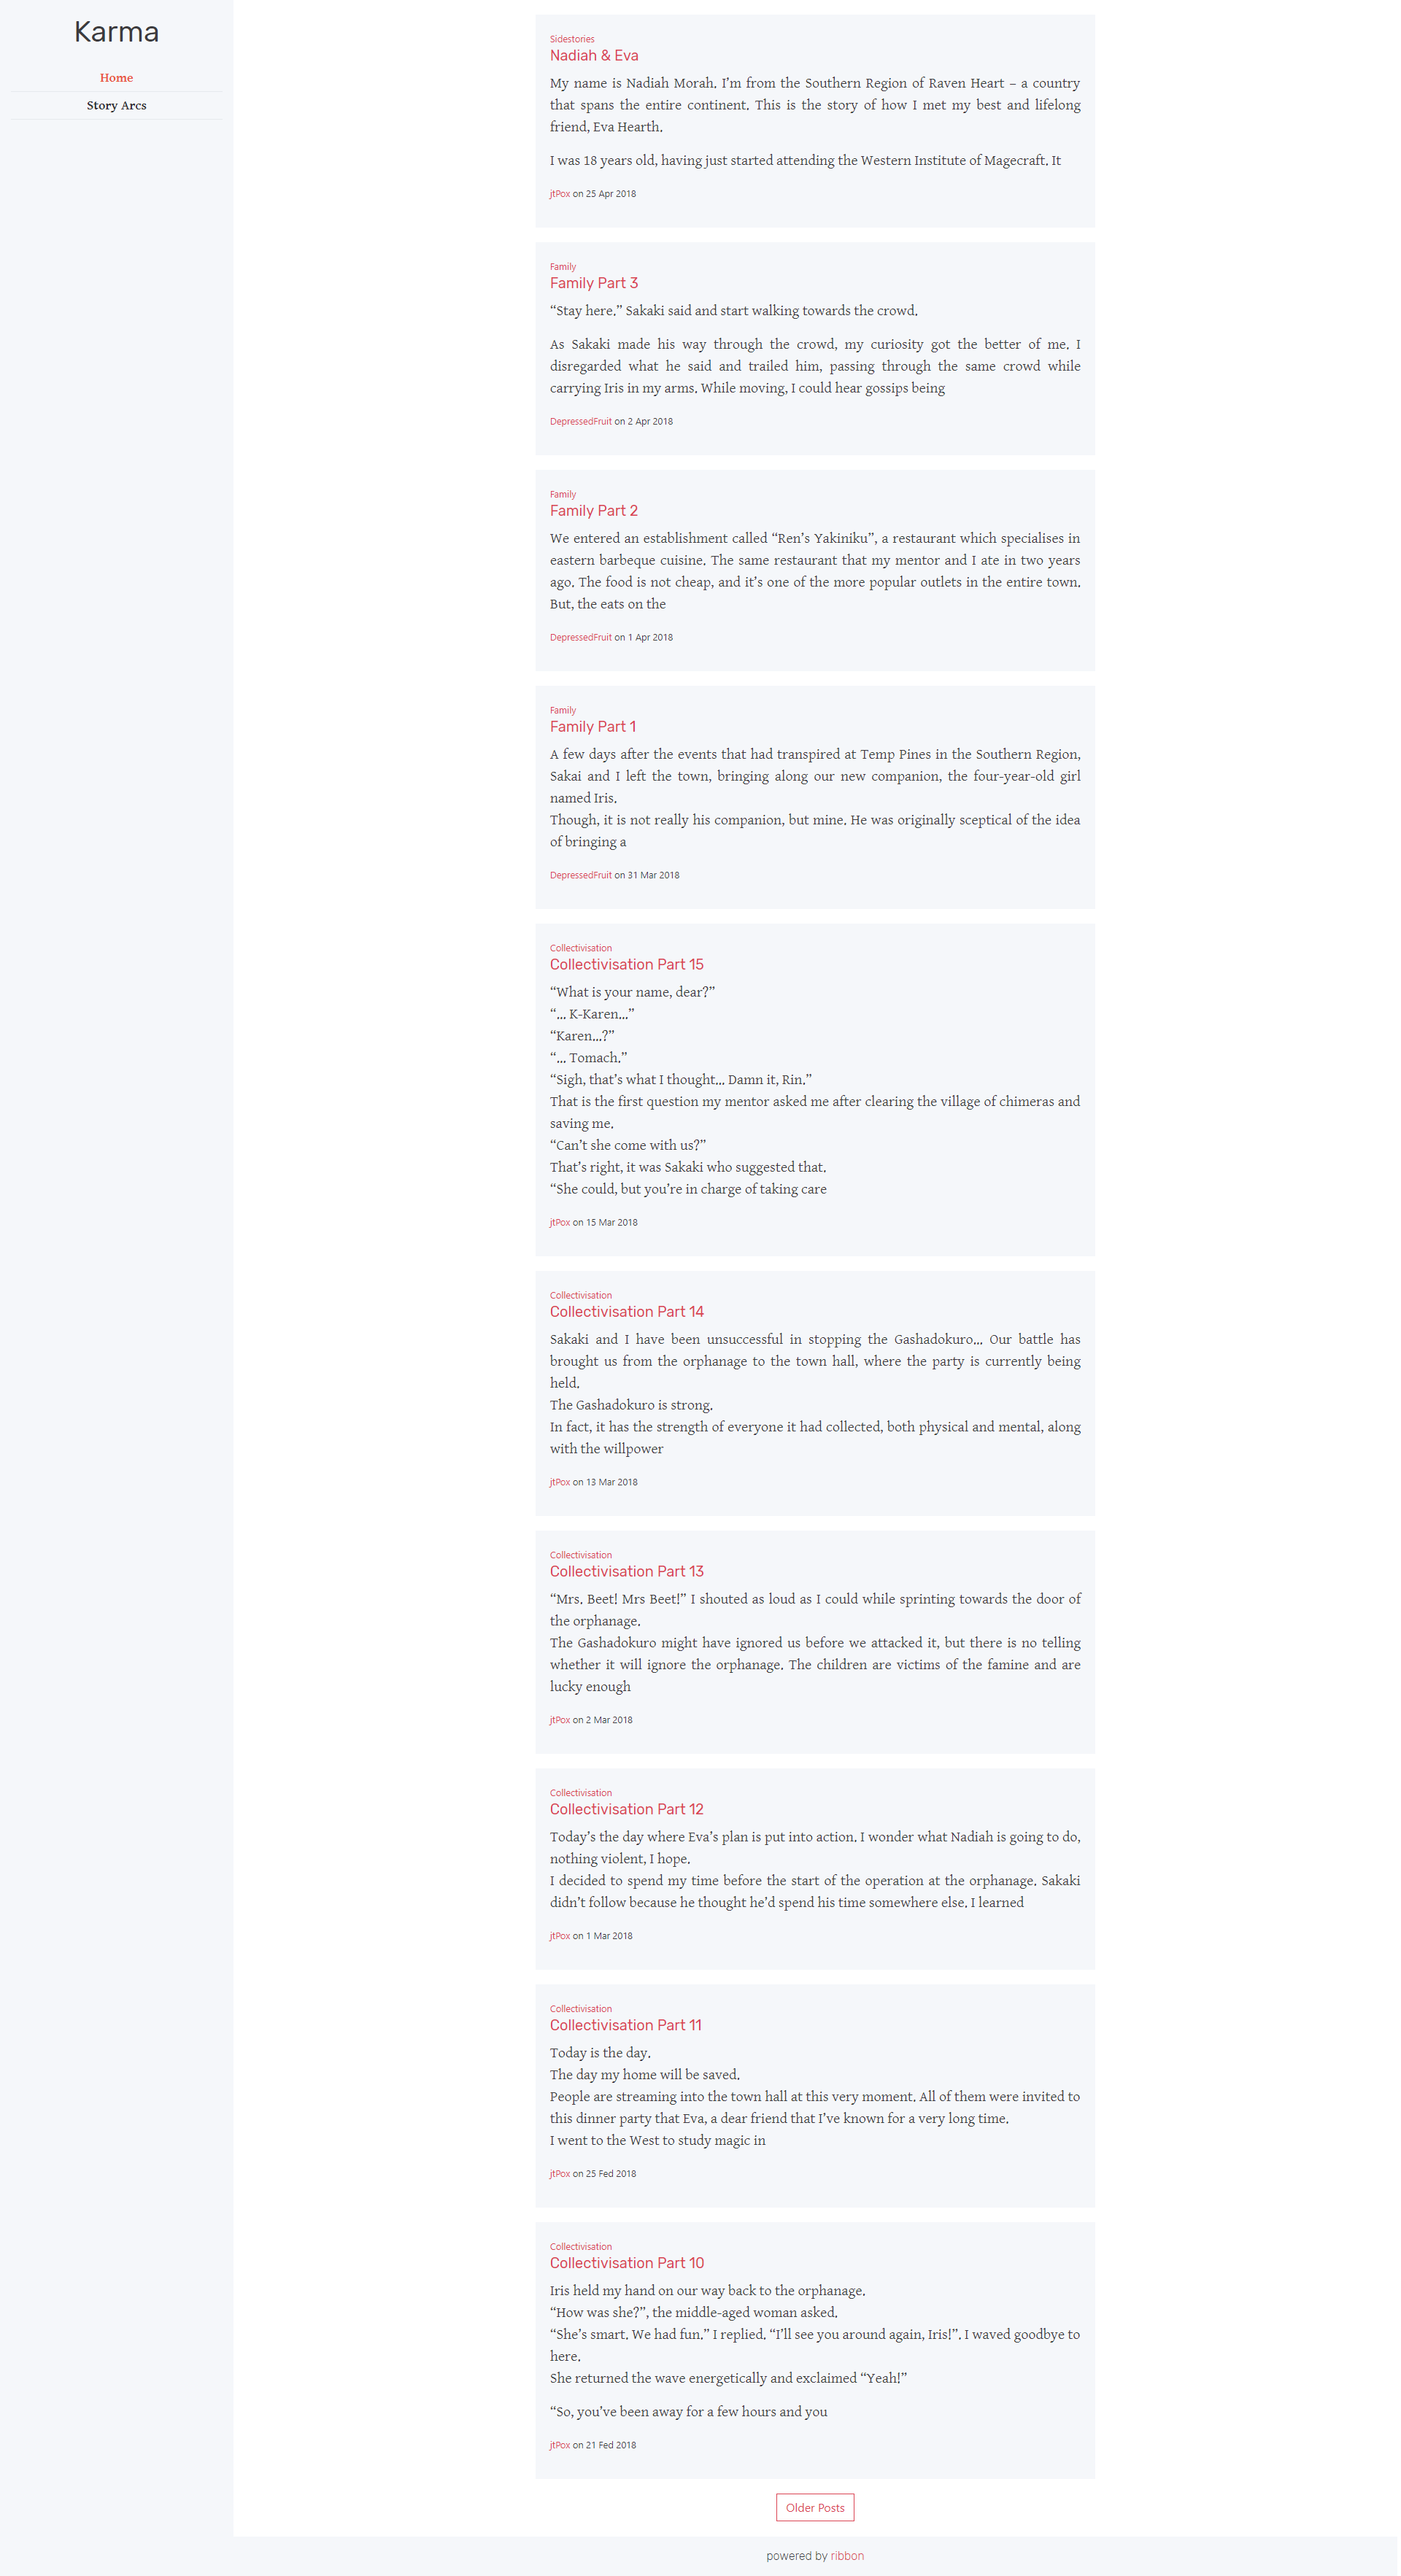 Karma
Home
Story Arcs
Sidestories
Nadiah & Eva
My name is Nadiah Morah. I’m from the Southern Region of Raven Heart – a country
that spans the entire continent. This is the story of how I met my best and lifelong
friend, Eva Hearth.
I was 18 years old, having just started attending the Western Institute of Magecraft. It
jtPox on 25 Apr 2018
Family
Family Part 3
“Stay here.” Sakaki said and start walking towards the crowd.
As Sakaki made his way through the crowd, my curiosity got the better of me. I
disregarded what he said and trailed him, passing through the same crowd while
carrying Iris in my arms. While moving, I could hear gossips being
DepressedFruit on 2 Apr 2018
Family
Family Part 2
We entered an establishment called “Ren’s Yakiniku”, a restaurant which specialises in
eastern barbeque cuisine. The same restaurant that my mentor and I ate in two years
ago. The food is not cheap, and it’s one of the more popular outlets in the entire town.
But, the eats on the
DepressedFruit on 1 Apr 2018
Family
Family Part 1
A few days after the events that had transpired at Temp Pines in the Southern Region,
Sakai and I left the town, bringing along our new companion, the four-year-old girl
named Iris.
Though, it is not really his companion, but mine. He was originally sceptical of the idea
of bringing a
DepressedFruit on 31 Mar 2018
Collectivisation
Collectivisation Part 15
“What is your name, dear?”
“... K-Karen...”
“Karen...?”
“... Tomach.”
“Sigh, that’s what I thought... Damn it, Rin.”
That is the first question my mentor asked me after clearing the village of chimeras and
saving me.
“Can’t she come with us?”
That’s right, it was Sakaki who suggested that.
“She could, but you’re in charge of taking care
jtPox on 15 Mar 2018
Collectivisation
Collectivisation Part 14
Sakaki and I have been unsuccessful in stopping the Gashadokuro... Our battle has
brought us from the orphanage to the town hall, where the party is currently being
held.
The Gashadokuro is strong.
In fact, it has the strength of everyone it had collected, both physical and mental, along
with the willpower
jtPox on 13 Mar 2018
Collectivisation
Collectivisation Part 13
“Mrs. Beet! Mrs Beet!” I shouted as loud as I could while sprinting towards the door of
the orphanage.
The Gashadokuro might have ignored us before we attacked it, but there is no telling
whether it will ignore the orphanage. The children are victims of the famine and are
lucky enough
jtPox on 2 Mar 2018
Collectivisation
Collectivisation Part 12
Today’s the day where Eva’s plan is put into action. I wonder what Nadiah is going to do,
nothing violent, I hope.
I decided to spend my time before the start of the operation at the orphanage. Sakaki
didn’t follow because he thought he’d spend his time somewhere else. I learned
jtPox on 1 Mar 2018
Collectivisation
Collectivisation Part 11
Today is the day.
The day my home will be saved.
People are streaming into the town hall at this very moment. All of them were invited to
this dinner party that Eva, a dear friend that I’ve known for a very long time.
I went to the West to study magic in
jtPox on 25 Fed 2018
Collectivisation
Collectivisation Part 10
Iris held my hand on our way back to the orphanage.
“How was she?”, the middle-aged woman asked.
“She’s smart. We had fun.” I replied. “I’ll see you around again, Iris!”. I waved goodbye to
here.
She returned the wave energetically and exclaimed “Yeah!”
“So, you’ve been away for a few hours and you
jtPox on 21 Fed 2018
Older Posts
powered by ribbon